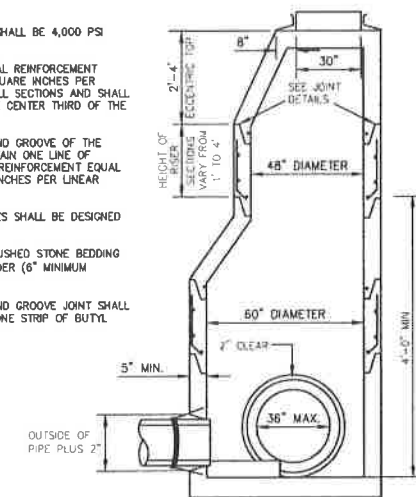 SHALL BE 4,000 PSI
AL REINFORCEMENT
UARE INCHES PER
LL SECTIONS AND SHALL
CENTER THIRD OF THE
ND GROOVE OF THE
AIN ONE LINE OF
REINFORCEMENT EQUAL
NCHES PER LINEAR
ES SHALL BE DESIGNED
USHED STONE BEDDING
DER (6" MINIMUM
ND GROOVE JOINT SHALL
ONE STRIP OF BUTYL
8"
30"
2'-4"
ECCENTRIC TOP
SEE JOINT
DETAILS
HEIGHT OF
RISER
SECTIONS
VARY FROM
1' TO 4'
48" DIAMETER
4'-0" MIN
60" DIAMETER
2" CLEAR
5" MIN.
36" MAX.
OUTSIDE OF
PIPE PLUS 2"